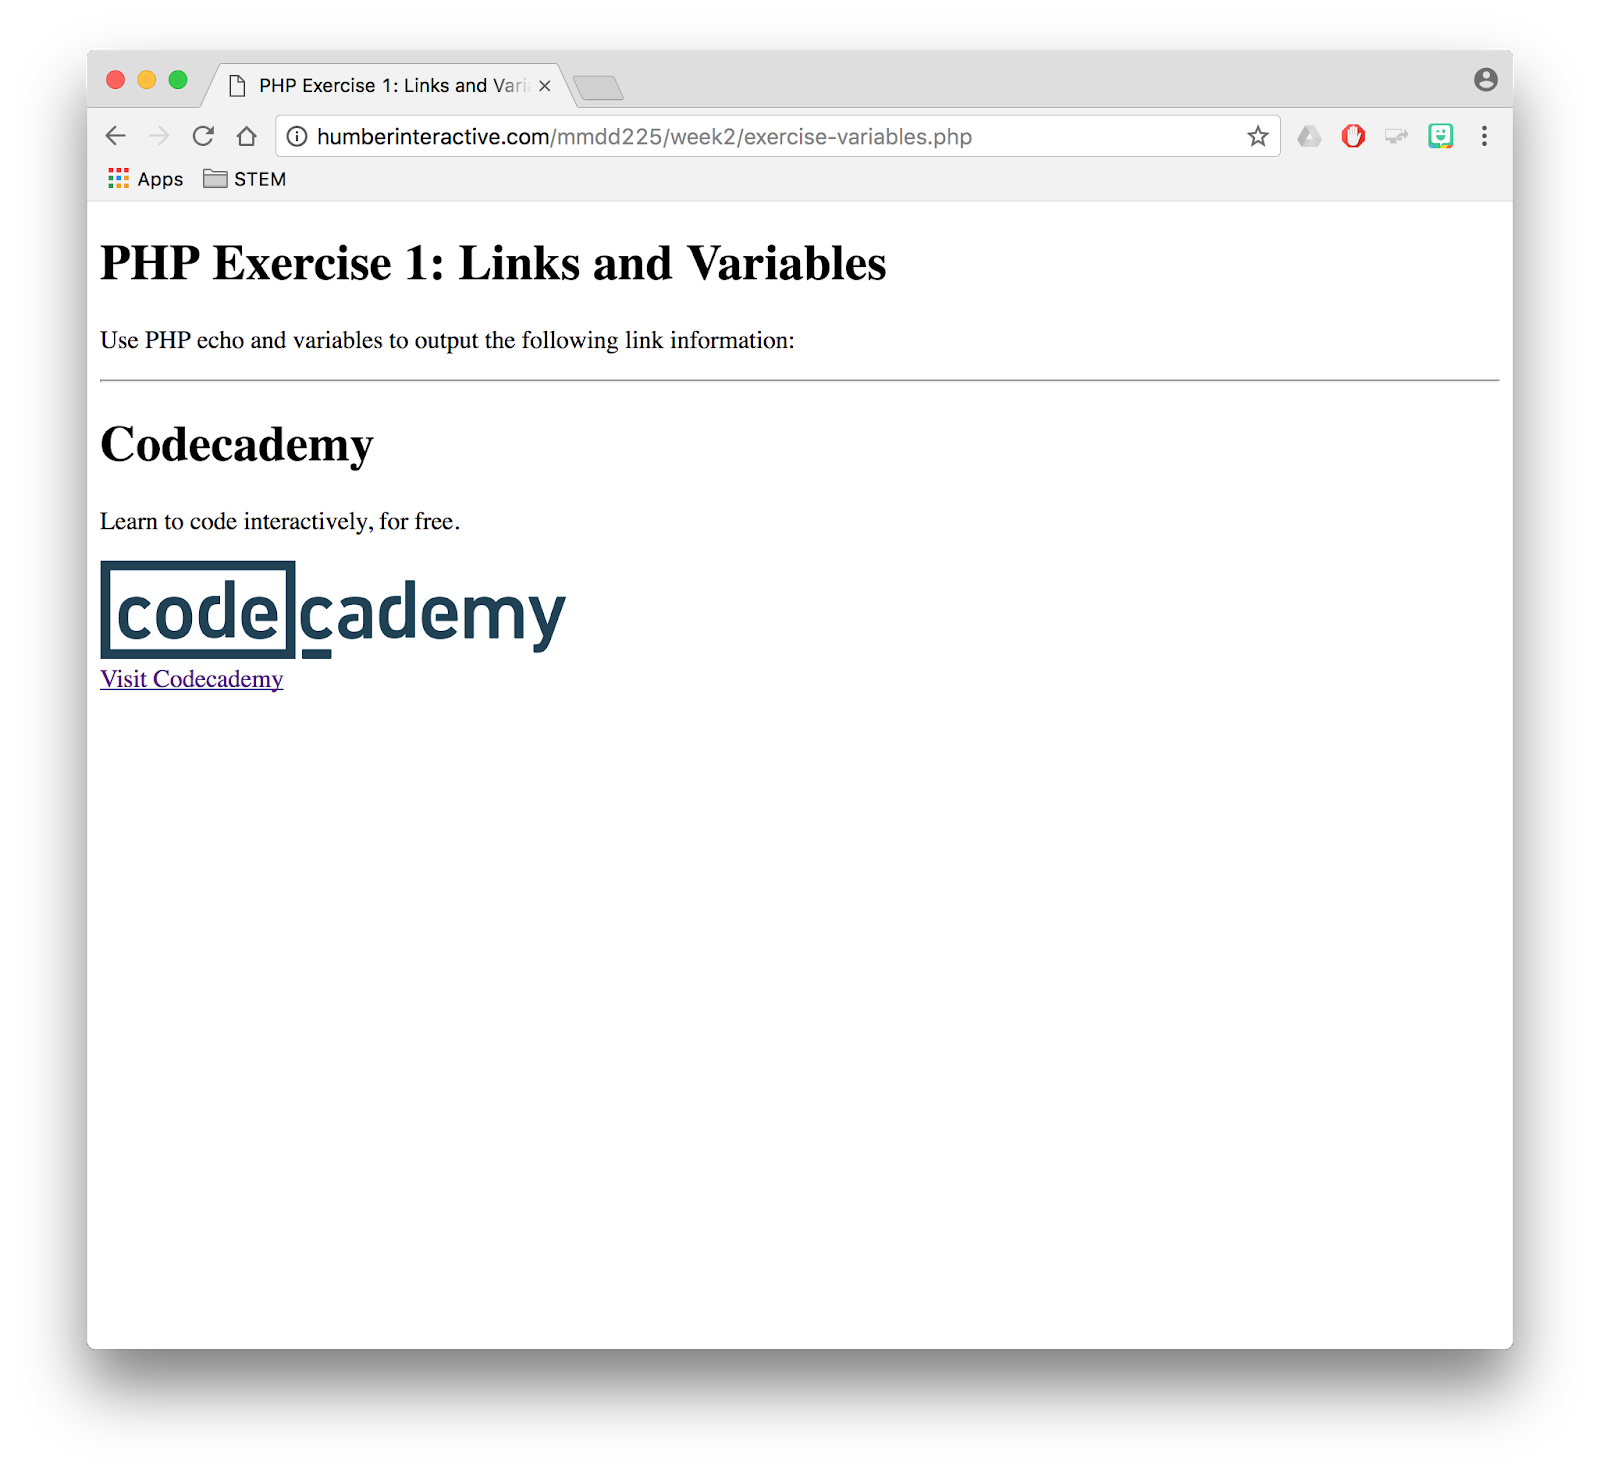 PHP Exercise 1: Links and Vari
humberinteractive.com/mmdd225/week2/exercise-variables.php
Apps STEM
PHP Exercise 1: Links and Variables
Use PHP echo and variables to output the following link information:
Codecademy
Learn to code interactively, for free.
codecademy
Visit Codecademy